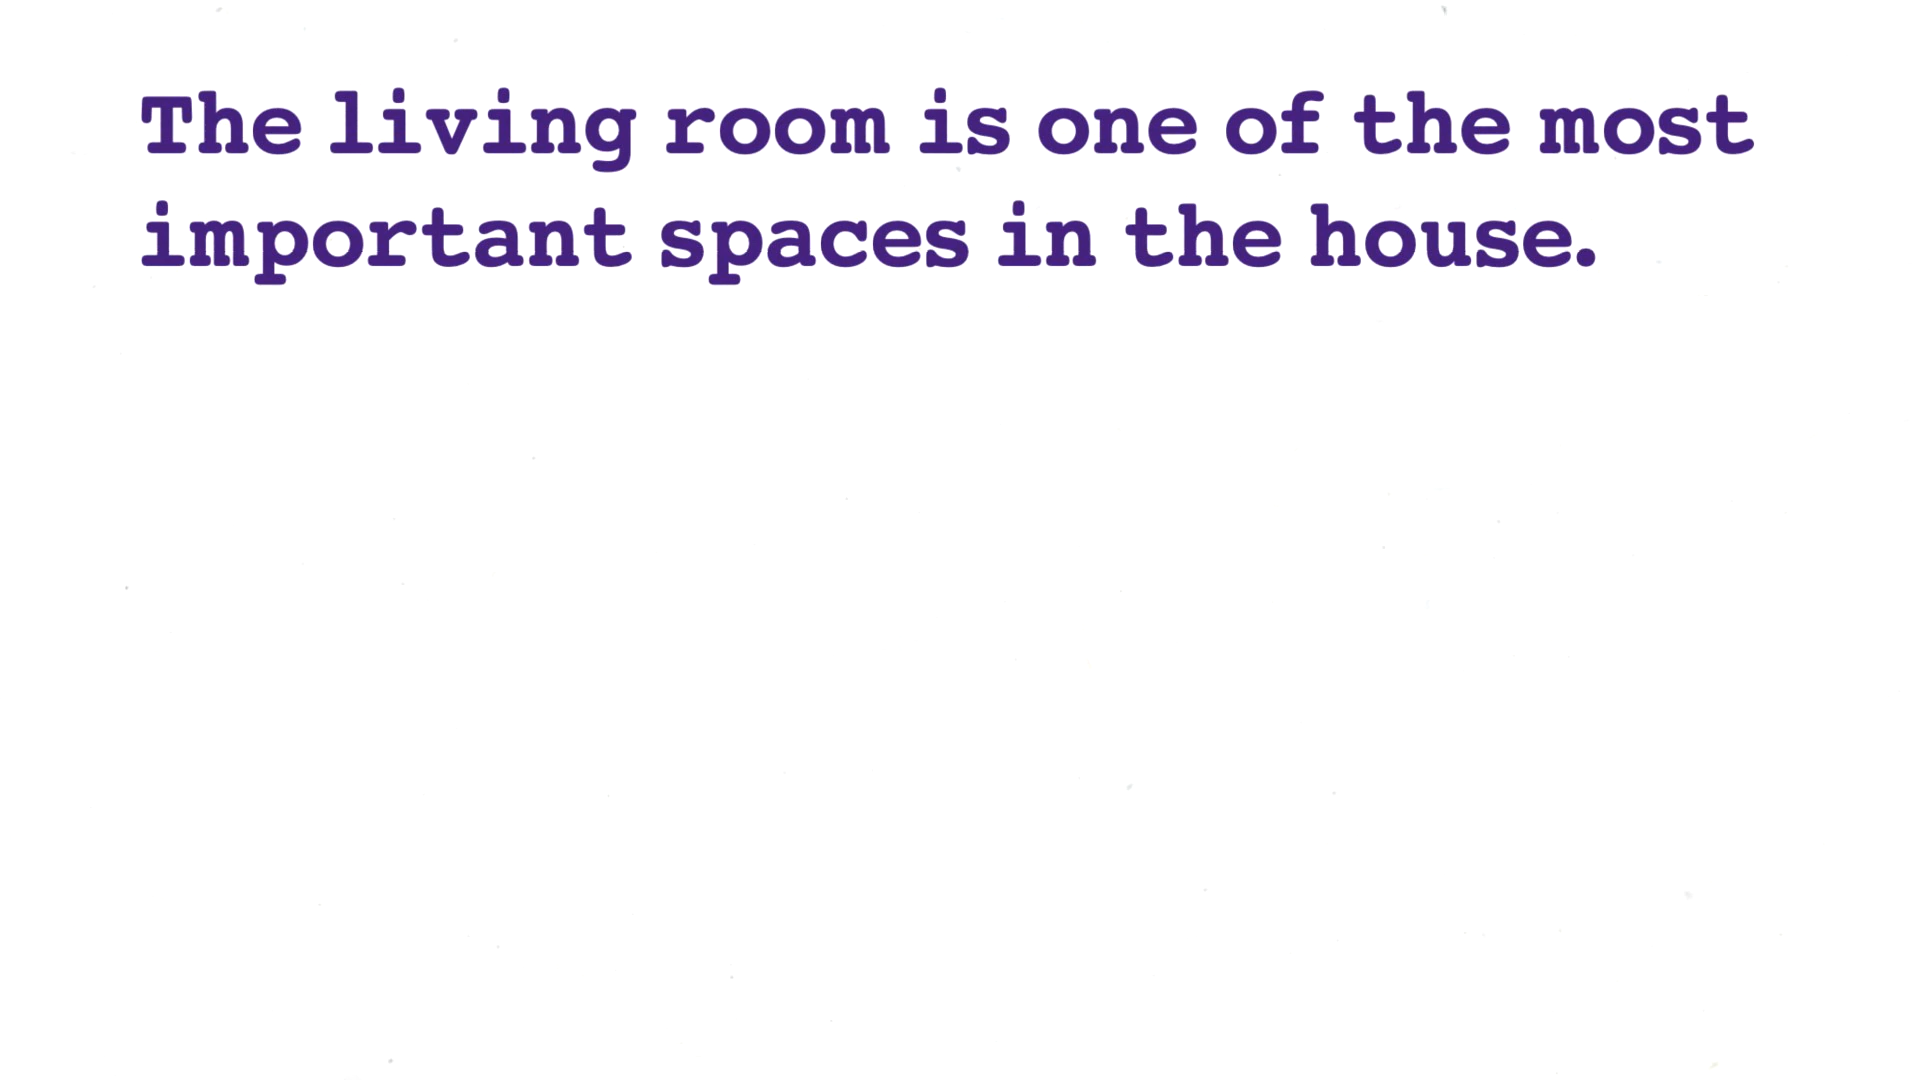 The living room is one of the most
important spaces in the house.